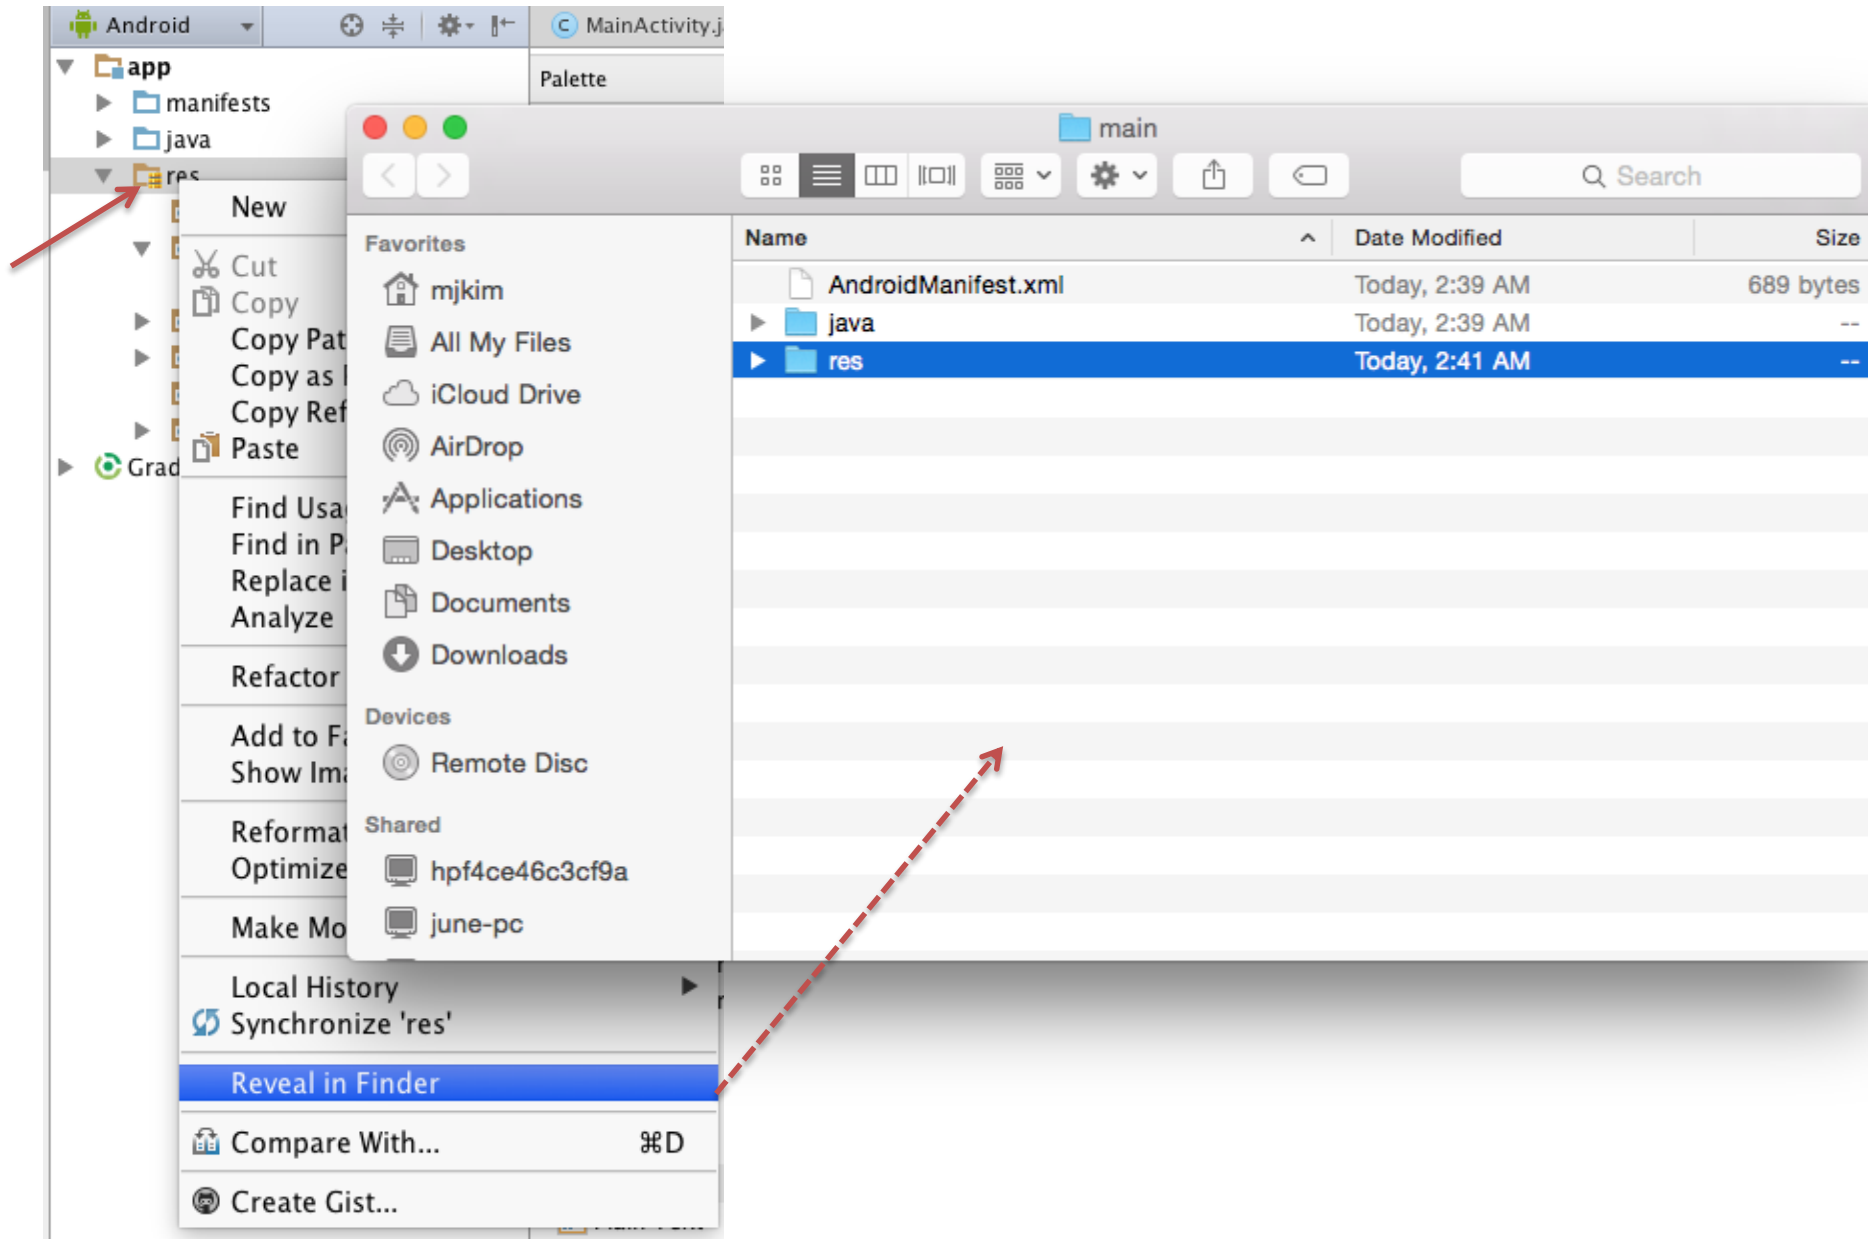 Android
MainActivity.j
app
Palette
manifests
java
res
New
Cut
Copy
Copy Pat
Copy as
Copy Ref
Paste
Grad
Find Usa
Find in P
Replace i
Analyze
Refactor
Add to Fa
Show Ima
Reformat
Optimize
Make Mo
Local History
Synchronize 'res'
Reveal in Finder
Compare With... ⌘D
Create Gist...
main
Search
Favorites
mjkim
All My Files
iCloud Drive
AirDrop
Applications
Desktop
Documents
Downloads
Devices
Remote Disc
Shared
hpf4ce46c3cf9a
june-pc
Name Date Modified Size
AndroidManifest.xml Today, 2:39 AM 689 bytes
java Today, 2:39 AM --
res Today, 2:41 AM --